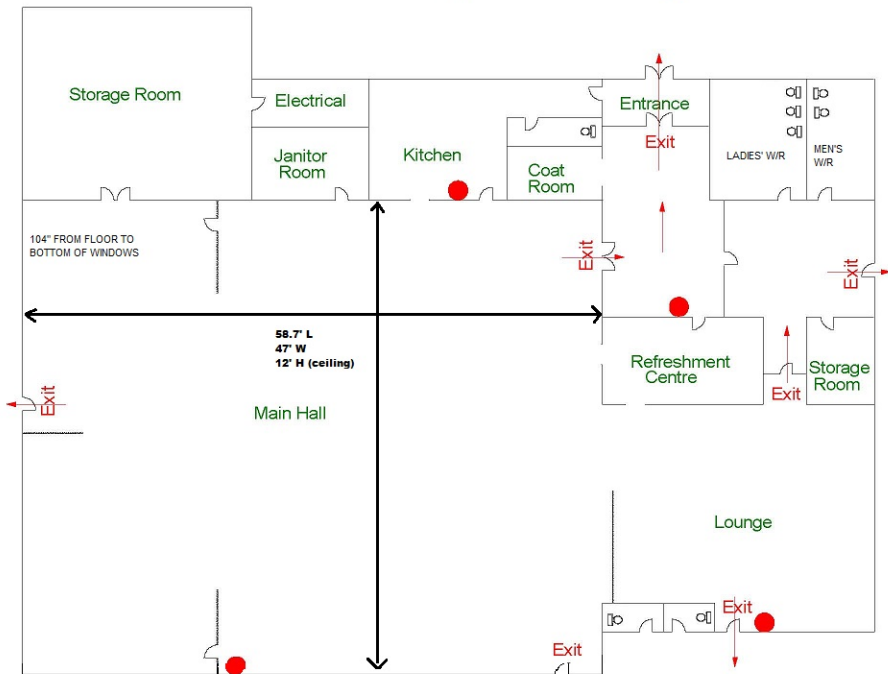 Storage Room
Electrical
Entrance
Exit
Janitor
Room
Kitchen
Coat
Room
LADIES' W/R
MEN'S
W/R
104" FROM FLOOR TO
BOTTOM OF WINDOWS
Exit
Exit
58.7' L
47' W
12' H (ceiling)
Refreshment
Centre
Storage
Room
Exit
Exit
Main Hall
Lounge
Exit
Exit